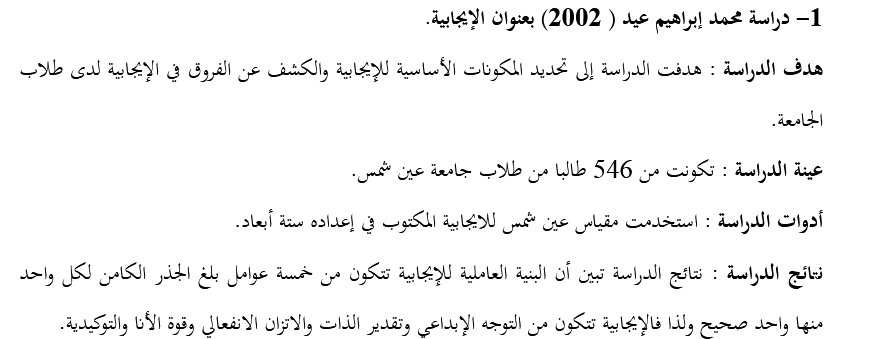 1- دراسة محمد إبراهيم عيد ( 2002) بعنوان الإيجابية.
هدف الدراسة : هدفت الدراسة إلى تحديد المكونات الأساسية للإيجابية والكشف عن الفروق في الإيجابية لدى طلاب
الجامعة.
عينة الدراسة : تكونت من 546 طالبا من طلاب جامعة عين شمس.
أدوات الدراسة : استخدمت مقياس عين شمس للايجابية المكتوب في إعداده ستة أبعاد.
نتائج الدراسة : نتائج الدراسة تبين أن البنية العاملية للإيجابية تتكون من خمسة عوامل بلغ الجذر الكامن لكل واحد
منها واحد صحيح ولذا فالإيجابية تتكون من التوجه الإبداعي وتقدير الذات والاتزان الانفعالي وقوة الأنا والتوكيدية.